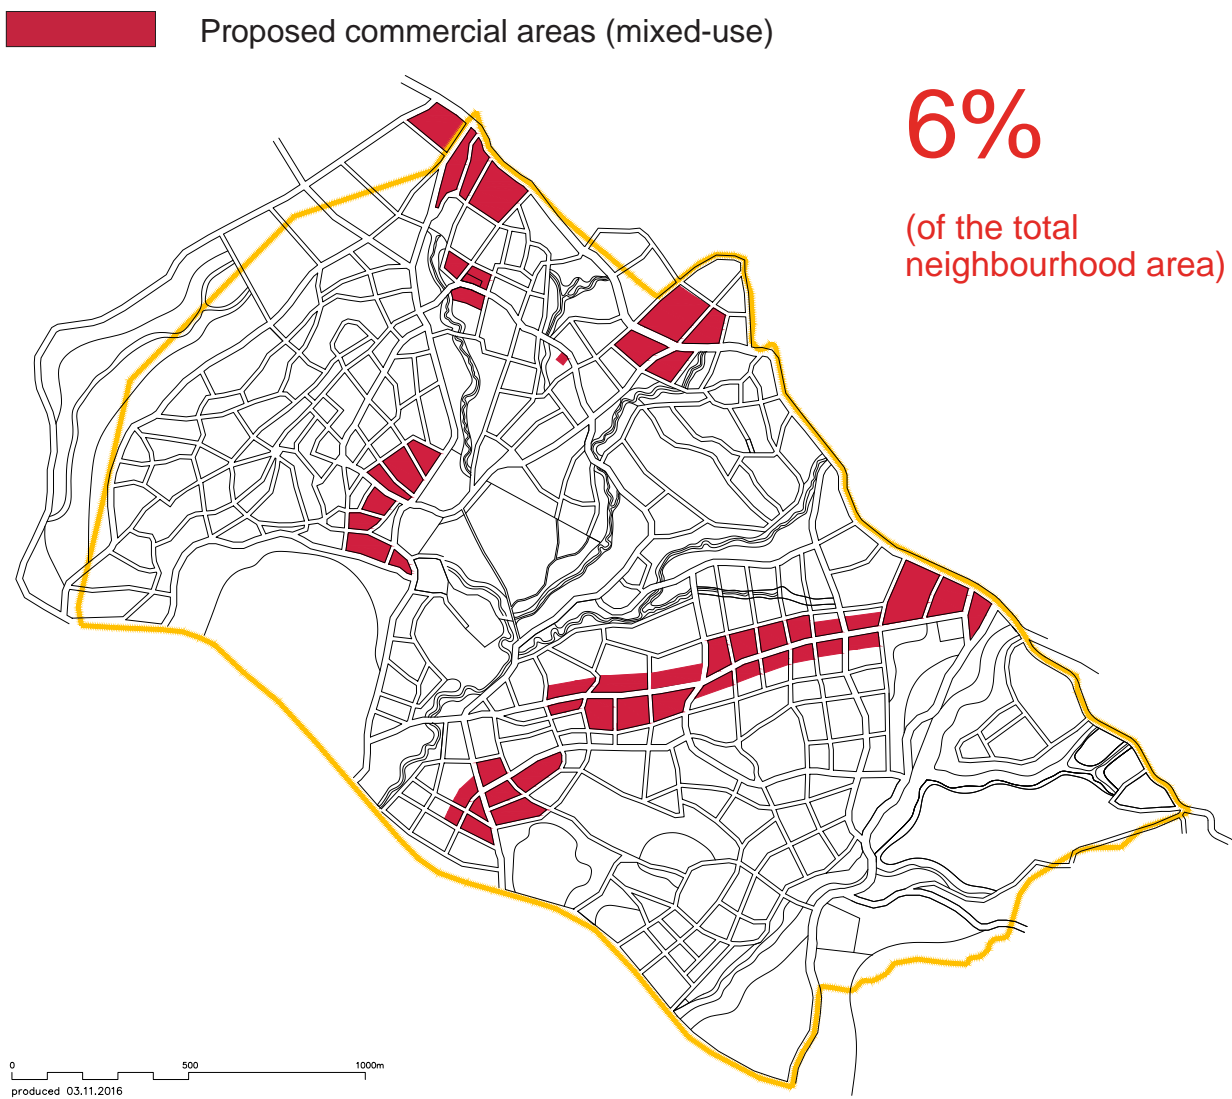 Proposed commercial areas (mixed-use)
6%
(of the total
neighbourhood area)
0 500 1000m
produced 03.11.2016